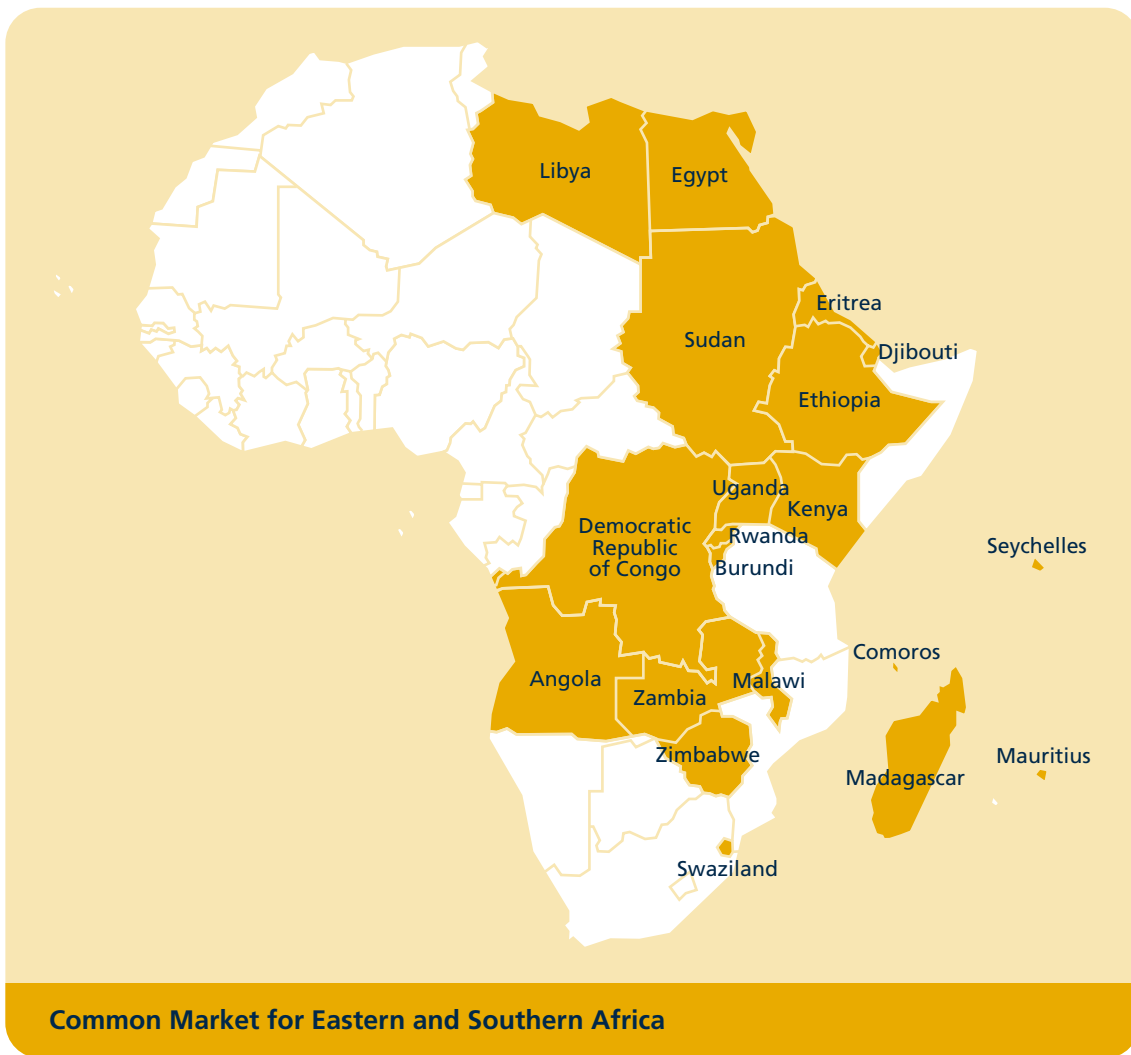 Libya
Egypt
Eritrea
Sudan
Djibouti
Ethiopia
Uganda
Kenya
Democratic
Republic
of Congo
Rwanda
Seychelles
Burundi
Comoros
Angola
Malawi
Zambia
Zimbabwe
Mauritius
Madagascar
Swaziland
Common Market for Eastern and Southern Africa